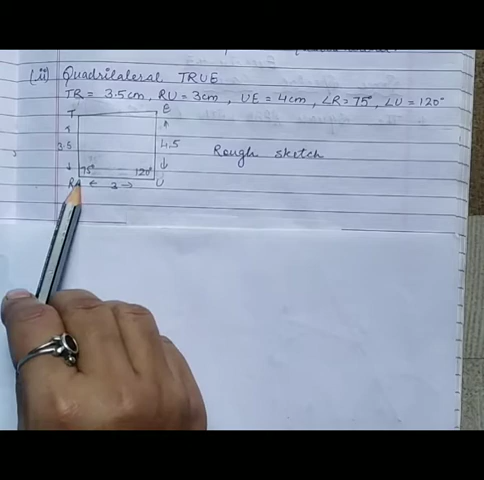 (ii) Quadrilateral TRUE
TR = 3.5cm, RU = 3cm, UE = 4cm, ∠R = 75°, ∠U = 120°
T E
3.5 4.5 Rough sketch
75° 120°
R ← 3 → U